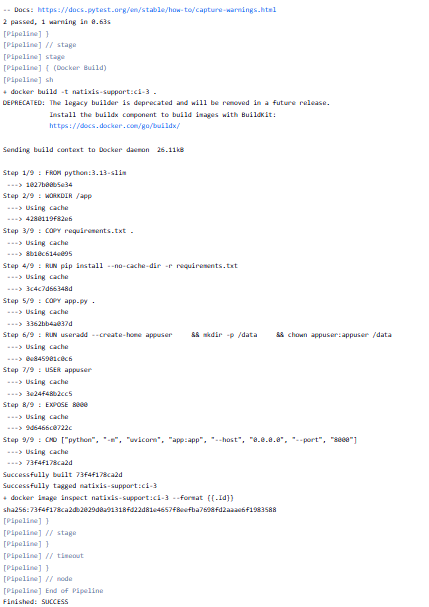 -- Docs: https://docs.pytest.org/en/stable/how-to/capture-warnings.html
2 passed, 1 warning in 0.63s
[Pipeline] }
[Pipeline] // stage
[Pipeline] stage
[Pipeline] { (Docker Build)
[Pipeline] sh
+ docker build -t natixis-support:ci-3 .
DEPRECATED: The legacy builder is deprecated and will be removed in a future release.
            Install the buildx component to build images with BuildKit:
            https://docs.docker.com/go/buildx/

Sending build context to Docker daemon  26.11kB

Step 1/9 : FROM python:3.13-slim
 ---> 1027b00b5e34
Step 2/9 : WORKDIR /app
 ---> Using cache
 ---> 4280119f82e6
Step 3/9 : COPY requirements.txt .
 ---> Using cache
 ---> 8b10c614e095
Step 4/9 : RUN pip install --no-cache-dir -r requirements.txt
 ---> Using cache
 ---> 3c4c7d66348d
Step 5/9 : COPY app.py .
 ---> Using cache
 ---> 3362bb4a037d
Step 6/9 : RUN useradd --create-home appuser     && mkdir -p /data     && chown appuser:appuser /data
 ---> Using cache
 ---> 0e845901c0c6
Step 7/9 : USER appuser
 ---> Using cache
 ---> 3e24f48b2cc5
Step 8/9 : EXPOSE 8000
 ---> Using cache
 ---> 9d6466c0722c
Step 9/9 : CMD ["python", "-m", "uvicorn", "app:app", "--host", "0.0.0.0", "--port", "8000"]
 ---> Using cache
 ---> 73f4f178ca2d
Successfully built 73f4f178ca2d
Successfully tagged natixis-support:ci-3
+ docker image inspect natixis-support:ci-3 --format {{.Id}}
sha256:73f4f178ca2db2029d0a91318fd22d81e4657f8eefba7698fd2aaae6f1983588
[Pipeline] }
[Pipeline] // stage
[Pipeline] }
[Pipeline] // timeout
[Pipeline] }
[Pipeline] // node
[Pipeline] End of Pipeline
Finished: SUCCESS